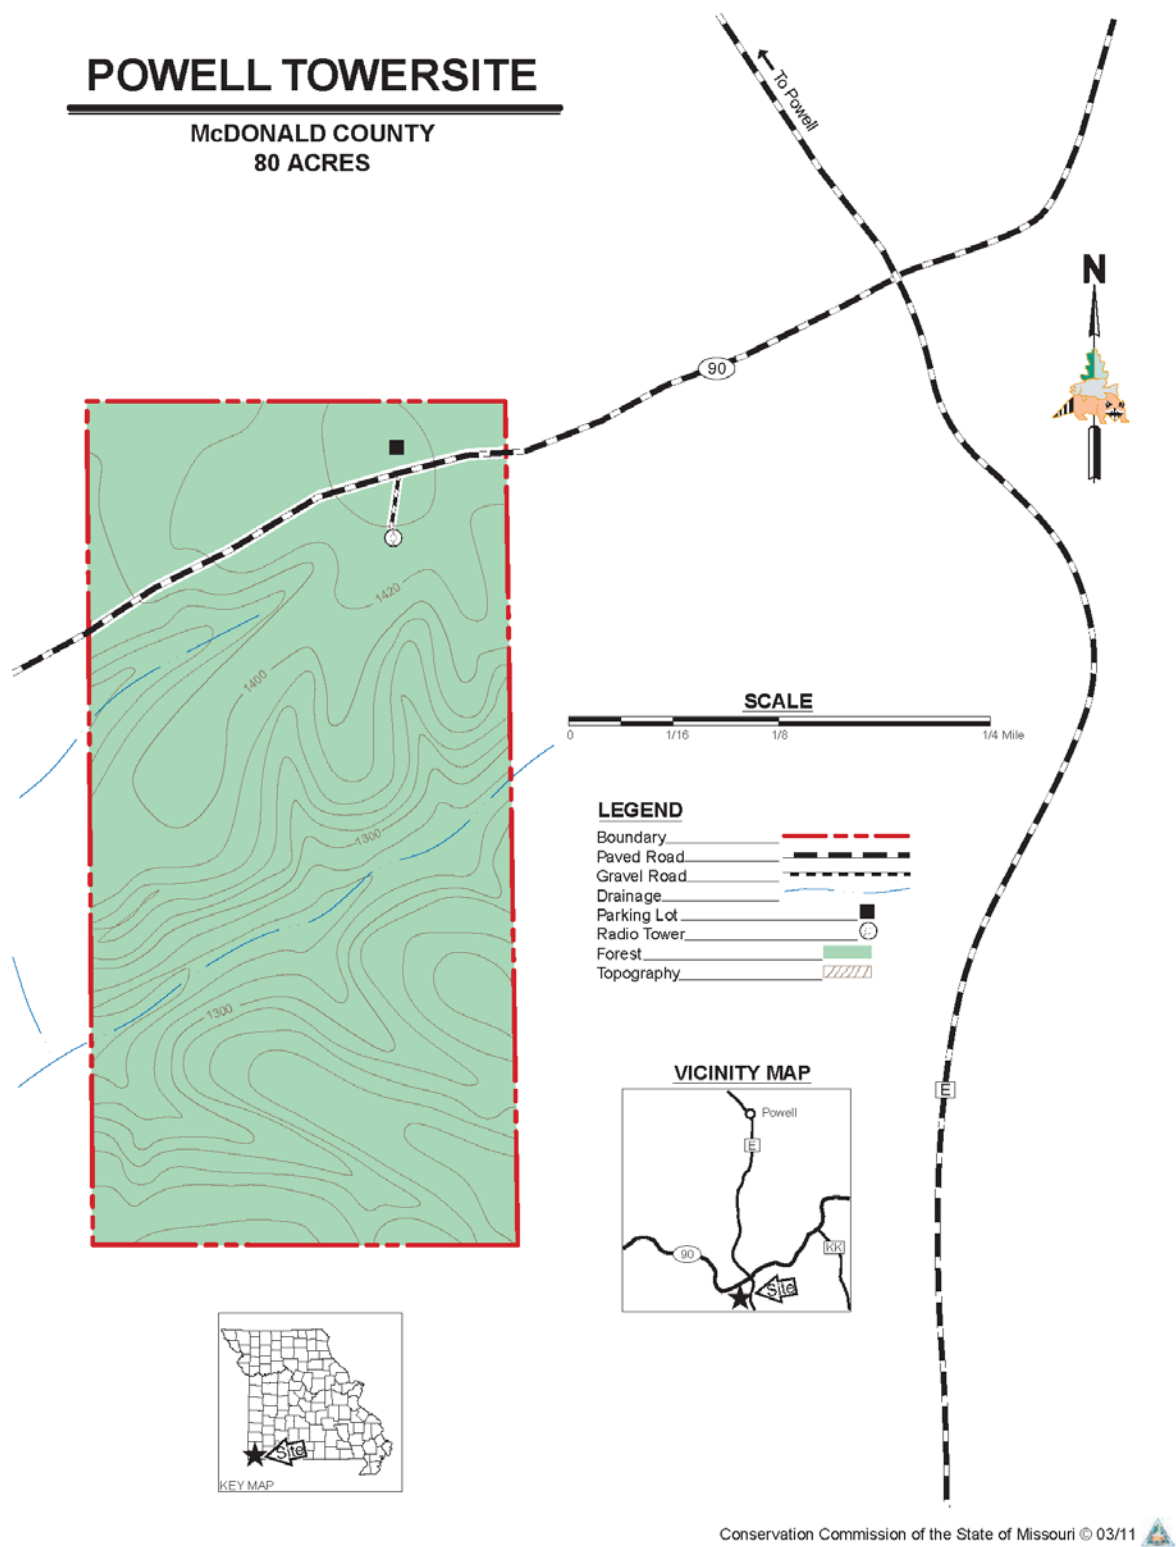 POWELL TOWERSITE
McDONALD COUNTY
80 ACRES
To Powell
N
90
1420
1400
SCALE
0 1/16 1/8 1/4 Mile
LEGEND
Boundary
Paved Road
Gravel Road
Drainage
Parking Lot
Radio Tower
Forest
Topography
1300
1300
VICINITY MAP
Powell
E
E
90
KK
Site
Site
KEY MAP
Conservation Commission of the State of Missouri © 03/11